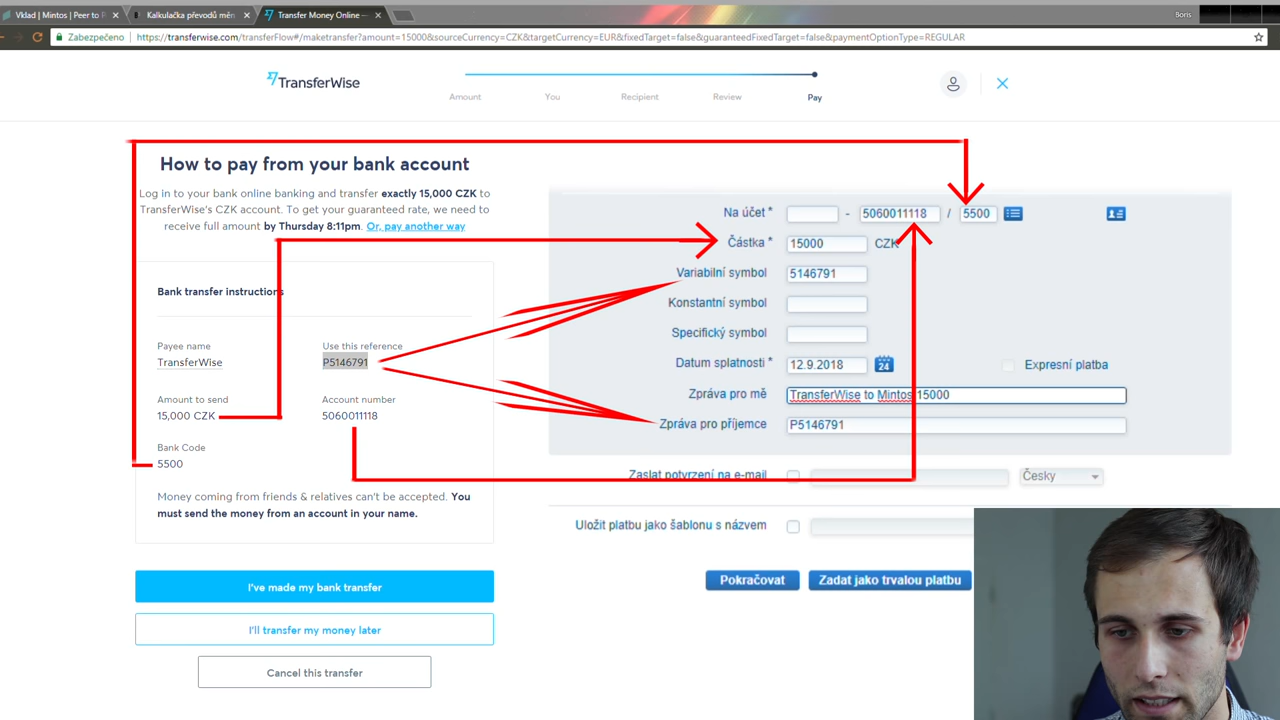 Vklad | Mintos | Peer to P
Kalkulačka převodů měn
Transfer Money Online —
Boris
Zabezpečeno
https://transferwise.com/transferFlow#/maketransfer?amount=15000&sourceCurrency=CZK&targetCurrency=EUR&fixedTarget=false&guaranteedFixedTarget=false&paymentOptionType=REGULAR
TransferWise
Amount
You
Recipient
Review
Pay
How to pay from your bank account
Log in to your bank online banking and transfer exactly 15,000 CZK to
TransferWise's CZK account. To get your guaranteed rate, we need to
receive full amount by Thursday 8:11pm. Or, pay another way
Bank transfer instructions
Payee name
TransferWise
Use this reference
P5146791
Amount to send
15,000 CZK
Account number
5060011118
Bank Code
5500
Money coming from friends & relatives can't be accepted. You
must send the money from an account in your name.
I've made my bank transfer
I'll transfer my money later
Cancel this transfer
Na účet * - 5060011118 / 5500
Částka * 15000 CZK
Variabilní symbol 5146791
Konstantní symbol
Specifický symbol
Datum splatnosti * 12.9.2018 24 Expresní platba
Zpráva pro mě TransferWise to Mintos 15000
Zpráva pro příjemce P5146791
Zaslat potvrzení na e-mail Česky
Uložit platbu jako šablonu s názvem
Pokračovat
Zadat jako trvalou platbu